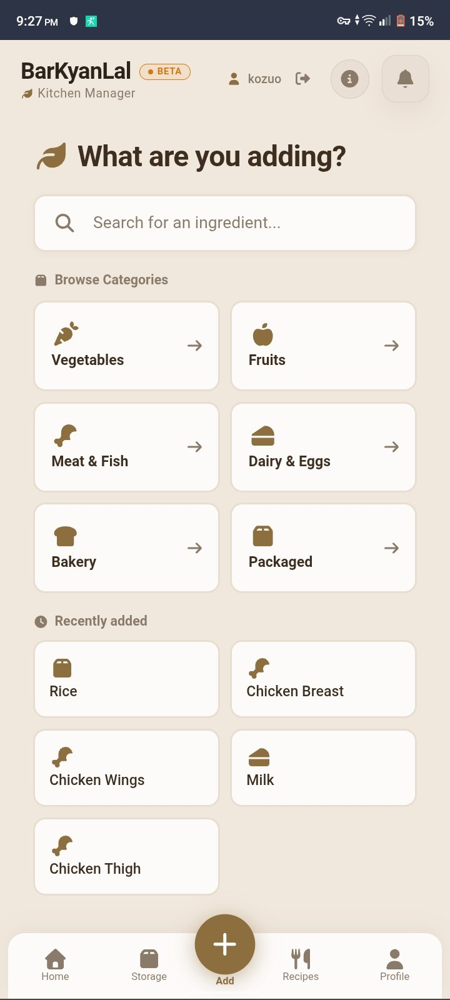 9:27 PM
15%
BarKyanLal
BETA
Kitchen Manager
kozuo
What are you adding?
Search for an ingredient...
Browse Categories
Vegetables
Fruits
Meat & Fish
Dairy & Eggs
Bakery
Packaged
Recently added
Rice
Chicken Breast
Chicken Wings
Milk
Chicken Thigh
Home
Storage
Add
Recipes
Profile